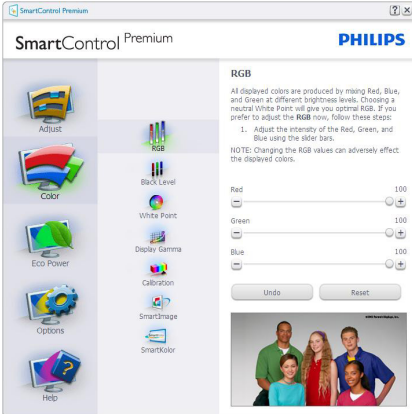 SmartControl Premium
SmartControl Premium
PHILIPS
Adjust
Color
Eco Power
Options
Help
RGB
Black Level
White Point
Display Gamma
Calibration
SmartImage
SmartKolor
RGB
All displayed colors are produced by mixing Red, Blue,
and Green at different brightness levels. Choosing a
neutral White Point will give you optimal RGB. If you
prefer to adjust the RGB now, follow these steps:
1. Adjust the intensity of the Red, Green, and
Blue using the slider bars.
NOTE: Changing the RGB values can adversely effect
the displayed colors.
Red 100
Green 100
Blue 100
Undo Reset